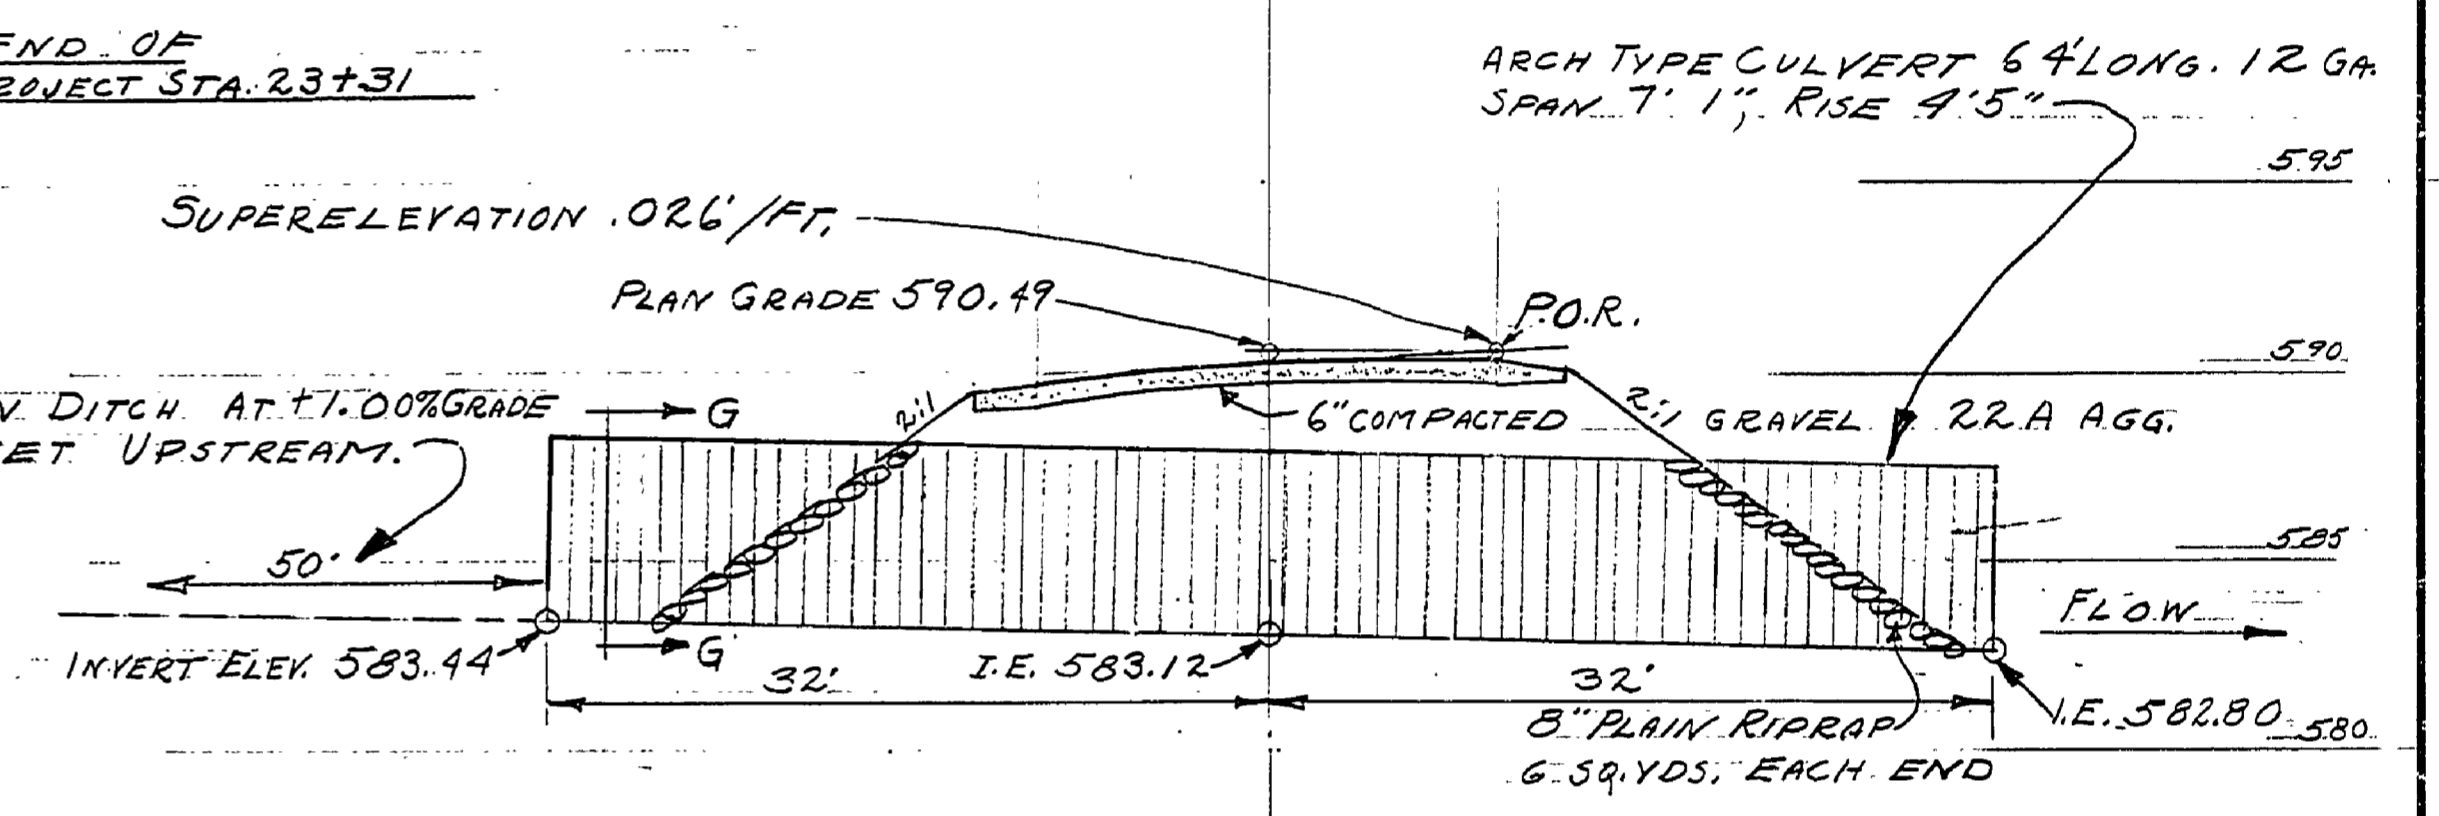 END OF
PROJECT STA. 23+31
ARCH TYPE CULVERT 64' LONG. 12 GA.
SPAN 7' 1", RISE 4'5"
595
SUPERELEVATION .026'/FT.
PLAN GRADE 590.49
P.O.R.
590
DITCH AT +1.00% GRADE
UPSTREAM.
G
2:1
6" COMPACTED GRAVEL 22A AGG.
2:1
50'
585
FLOW
INVERT ELEV. 583.44
G
32'
I.E. 583.12
32'
I.E. 582.80
580
8" PLAIN RIPRAP
6 SQ.YDS. EACH END